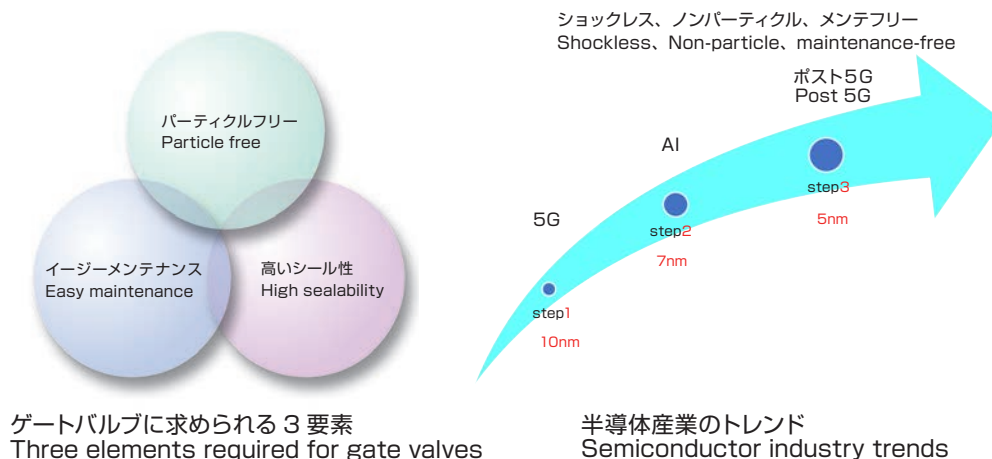 パーティクルフリー
Particle free
イージーメンテナンス
Easy maintenance
高いシール性
High sealability
ゲートバルブに求められる 3 要素
Three elements required for gate valves
ショックレス、ノンパーティクル、メンテフリー
Shockless、Non-particle、maintenance-free
ポスト5G
Post 5G
AI
5G
step3
5nm
step2
7nm
step1
10nm
半導体産業のトレンド
Semiconductor industry trends